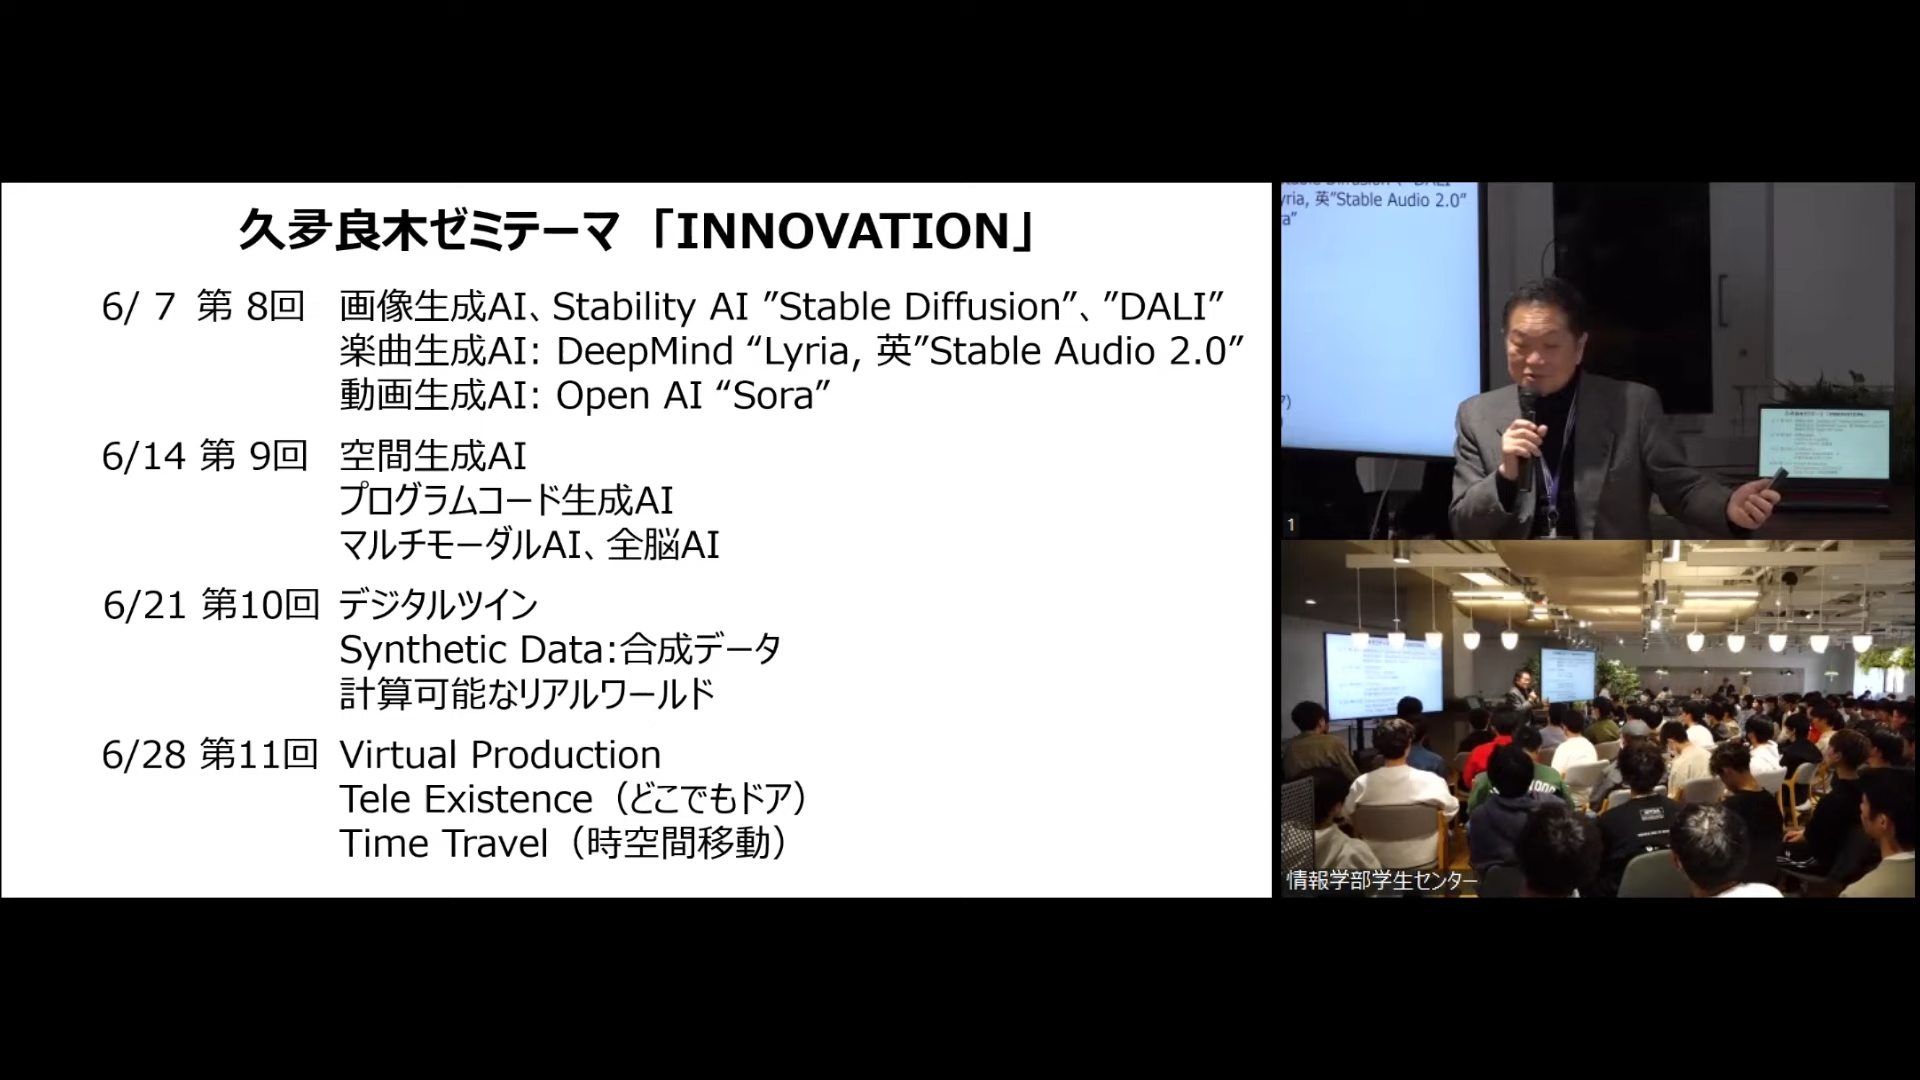 久夛良木ゼミテーマ「INNOVATION」
6/ 7 第 8回 画像生成AI、Stability AI ”Stable Diffusion”、”DALI”
楽曲生成AI: DeepMind “Lyria, 英”Stable Audio 2.0”
動画生成AI: Open AI “Sora”
6/14 第 9回 空間生成AI
プログラムコード生成AI
マルチモーダルAI、全脳AI
6/21 第10回 デジタルツイン
Synthetic Data:合成データ
計算可能なリアルワールド
6/28 第11回 Virtual Production
Tele Existence（どこでもドア）
Time Travel（時空間移動）
yria, 英”Stable Audio 2.0”
a”
1
情報学部学生センター